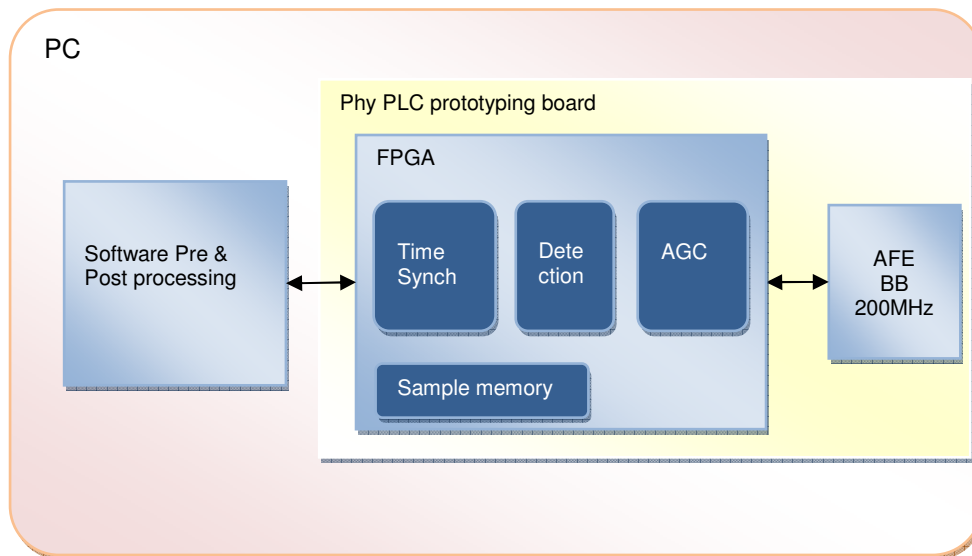 PC
Phy PLC prototyping board
FPGA
Software Pre &
Post processing
Time
Synch
Dete
ction
AGC
Sample memory
AFE
BB
200MHz